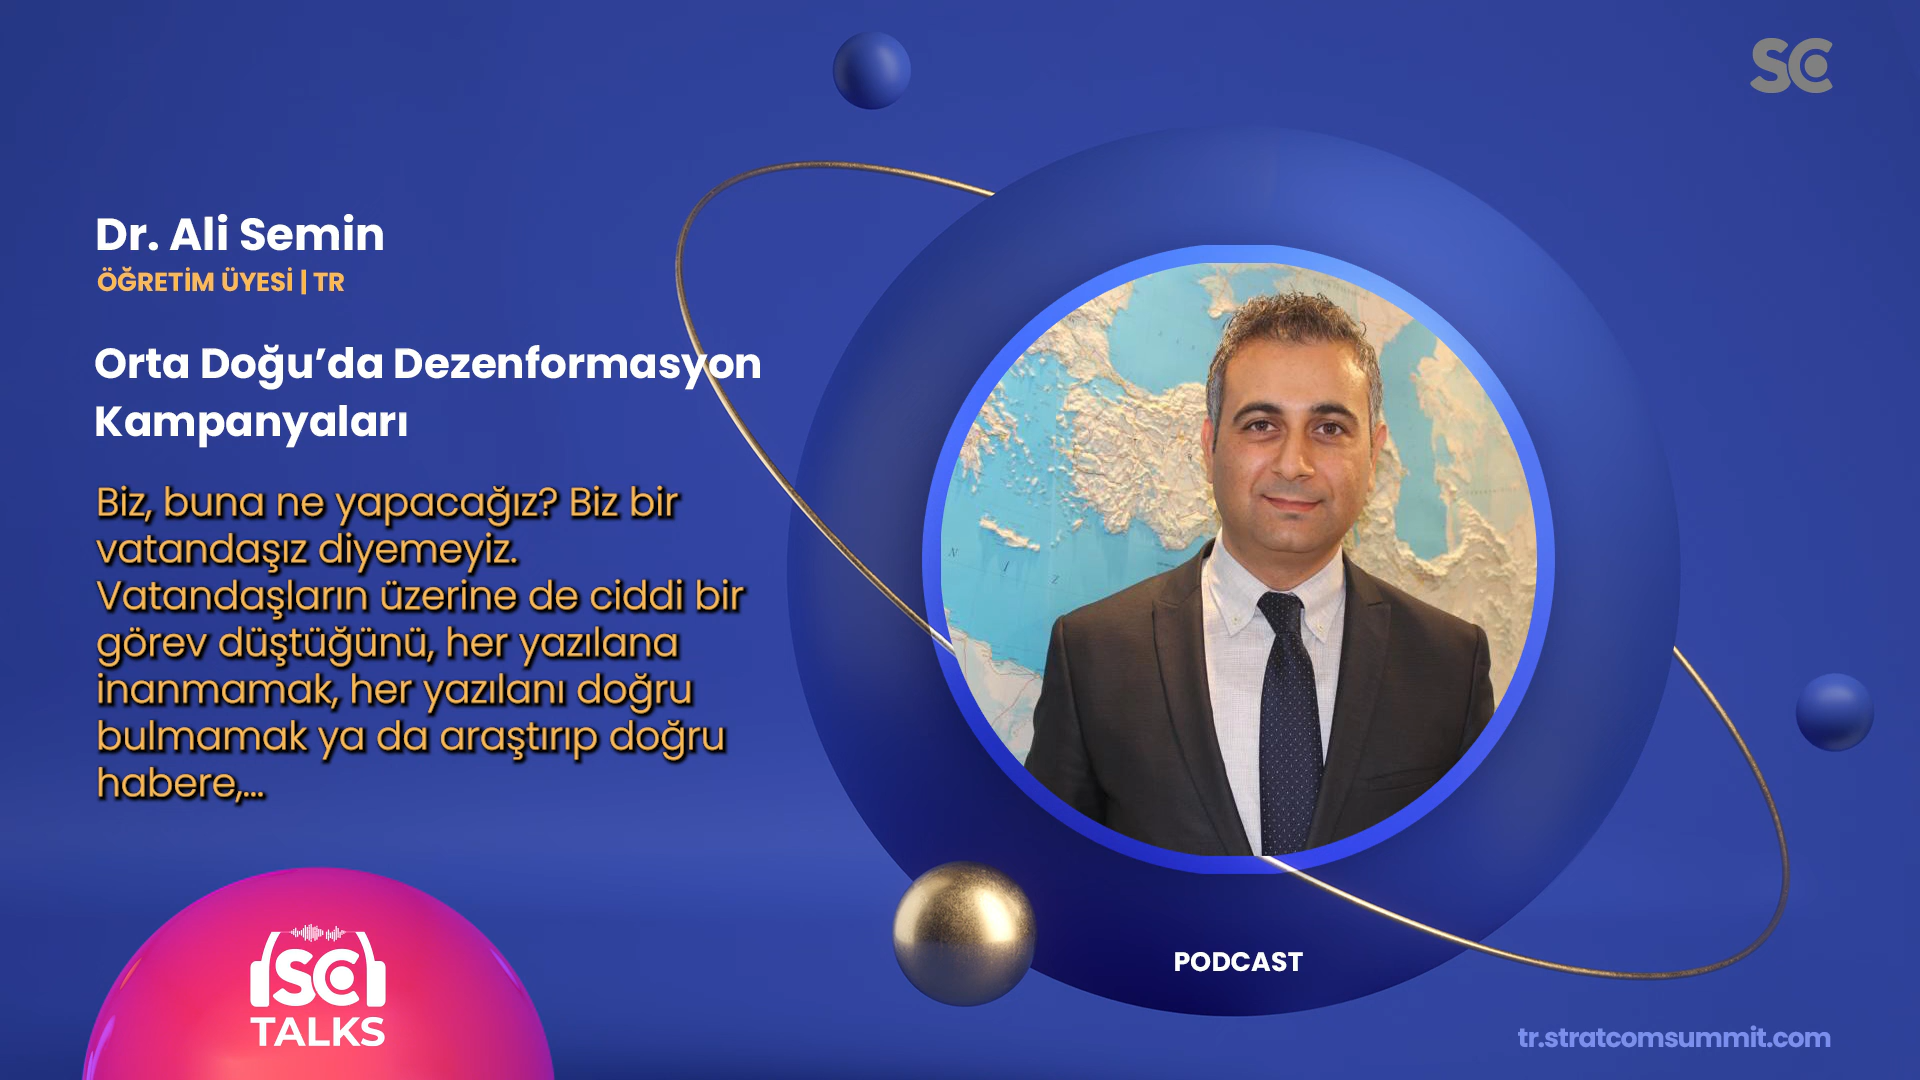 SC
Dr. Ali Semin
ÖĞRETİM ÜYESİ | TR
Orta Doğu’da Dezenformasyon
Kampanyaları
Biz, buna ne yapacağız? Biz bir
vatandaşız diyemeyiz.
Vatandaşların üzerine de ciddi bir
görev düştüğünü, her yazılana
inanmamak, her yazılanı doğru
bulmamak ya da araştırıp doğru
habere,...
N
I
Z
SC
TALKS
PODCAST
tr.stratcomsummit.com